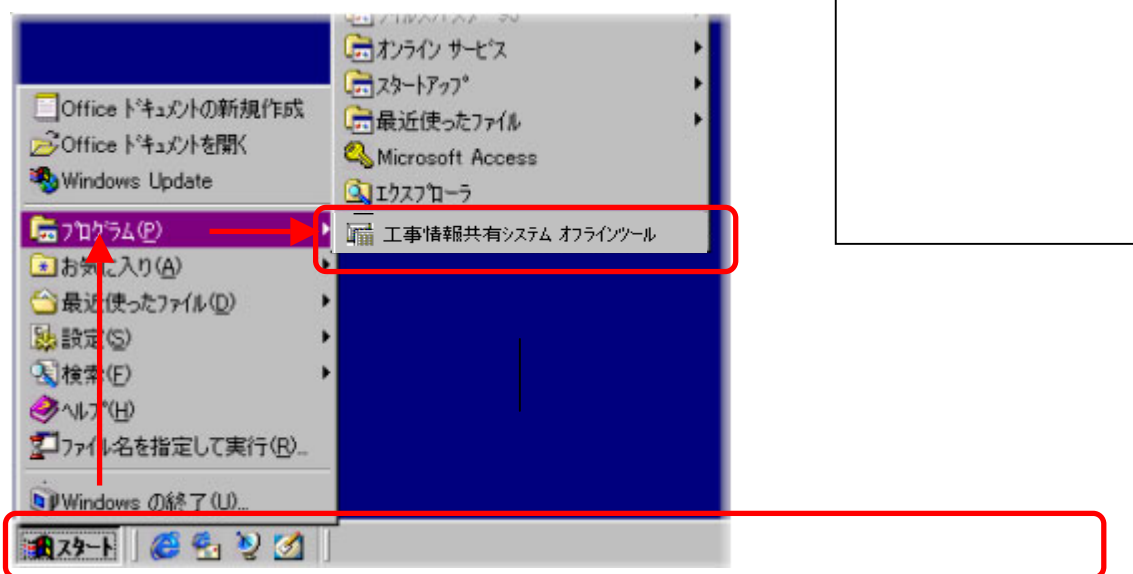 オンライン サービス
スタートアップ
最近使ったファイル
Microsoft Access
エクスプローラ
工事情報共有システム オフラインツール
Office ドキュメントの新規作成
Office ドキュメントを開く
Windows Update
プログラム(P)
お気に入り(A)
最近使ったファイル(D)
設定(S)
検索(F)
ヘルプ(H)
ファイル名を指定して実行(R)...
Windows の終了(U)...
スタート